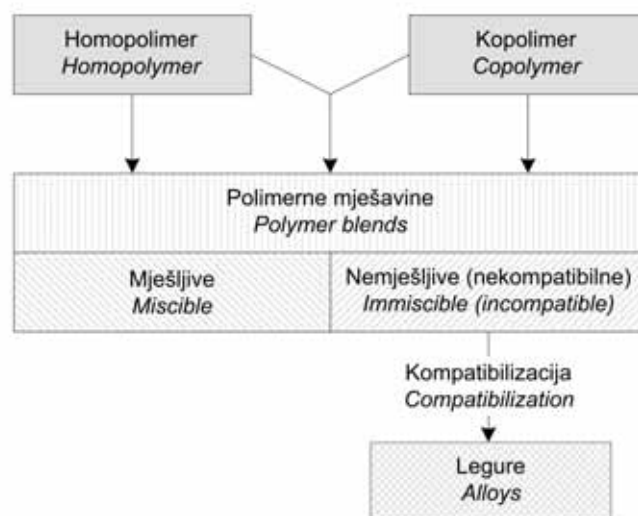 Homopolimer
Homopolymer
Kopolimer
Copolymer
Polimerne mješavine
Polymer blends
Mješljive
Miscible
Nemješljive (nekompatibilne)
Immiscible (incompatible)
Kompatibilizacija
Compatibilization
Legure
Alloys